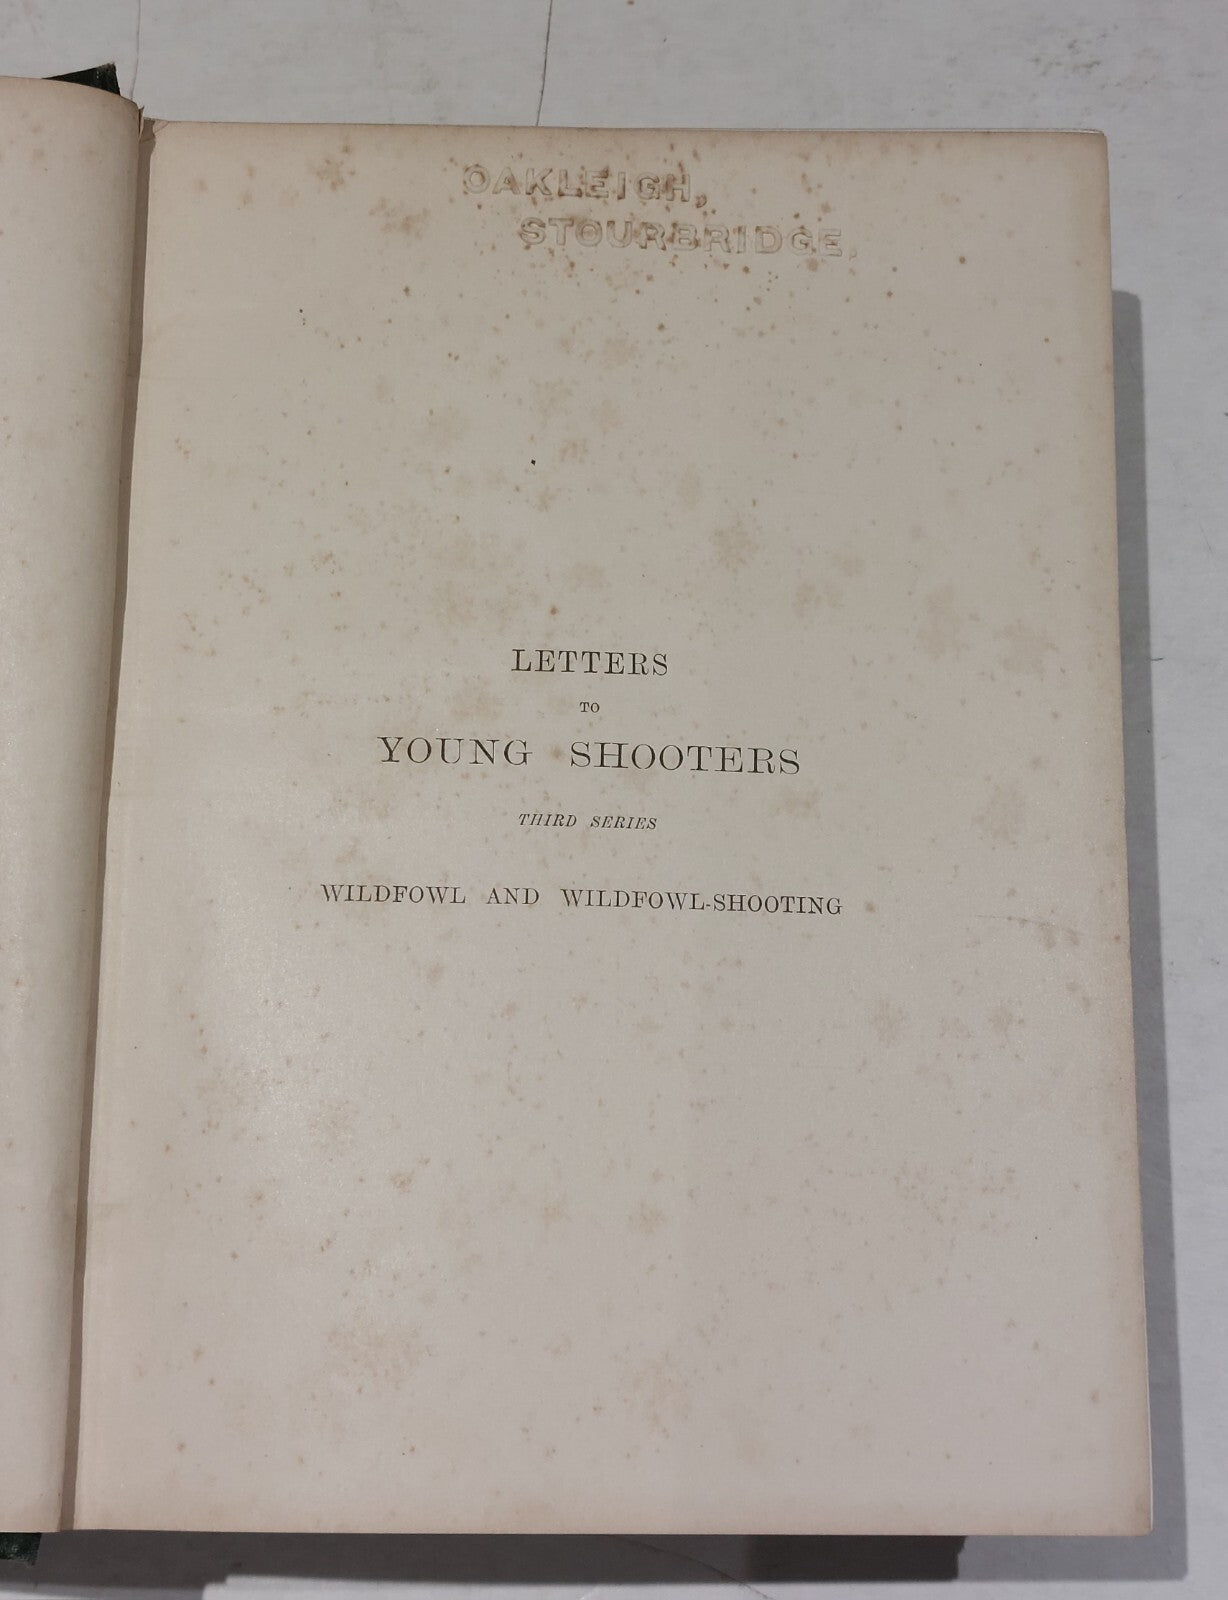 OAKLEIGH,
STOURBRIDGE.
LETTERS
TO
YOUNG SHOOTERS
THIRD SERIES
WILDFOWL AND WILDFOWL-SHOOTING